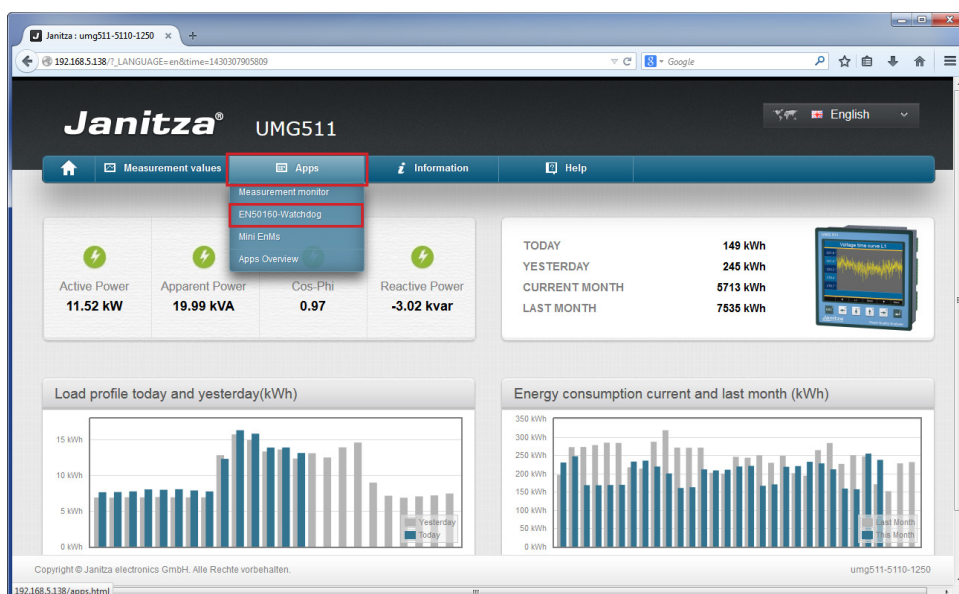 Janitza : umg511-5110-1250
192.168.5.138/?_LANGUAGE=en&time=1430307905809
Google
Janitza® UMG511
English
Measurement values
Apps
Information
Help
Measurement monitor
EN50160-Watchdog
Mini EnMs
Apps Overview
Active Power
11.52 kW
Apparent Power
19.99 kVA
Cos-Phi
0.97
Reactive Power
-3.02 kvar
TODAY 149 kWh
YESTERDAY 245 kWh
CURRENT MONTH 5713 kWh
LAST MONTH 7535 kWh
Voltage time curve L1
Load profile today and yesterday(kWh)
15 kWh
10 kWh
5 kWh
0 kWh
Yesterday
Today
Energy consumption current and last month (kWh)
350 kWh
300 kWh
250 kWh
200 kWh
150 kWh
100 kWh
50 kWh
0 kWh
Last Month
This Month
Copyright © Janitza electronics GmbH. Alle Rechte vorbehalten.
umg511-5110-1250
192.168.5.138/apps.html